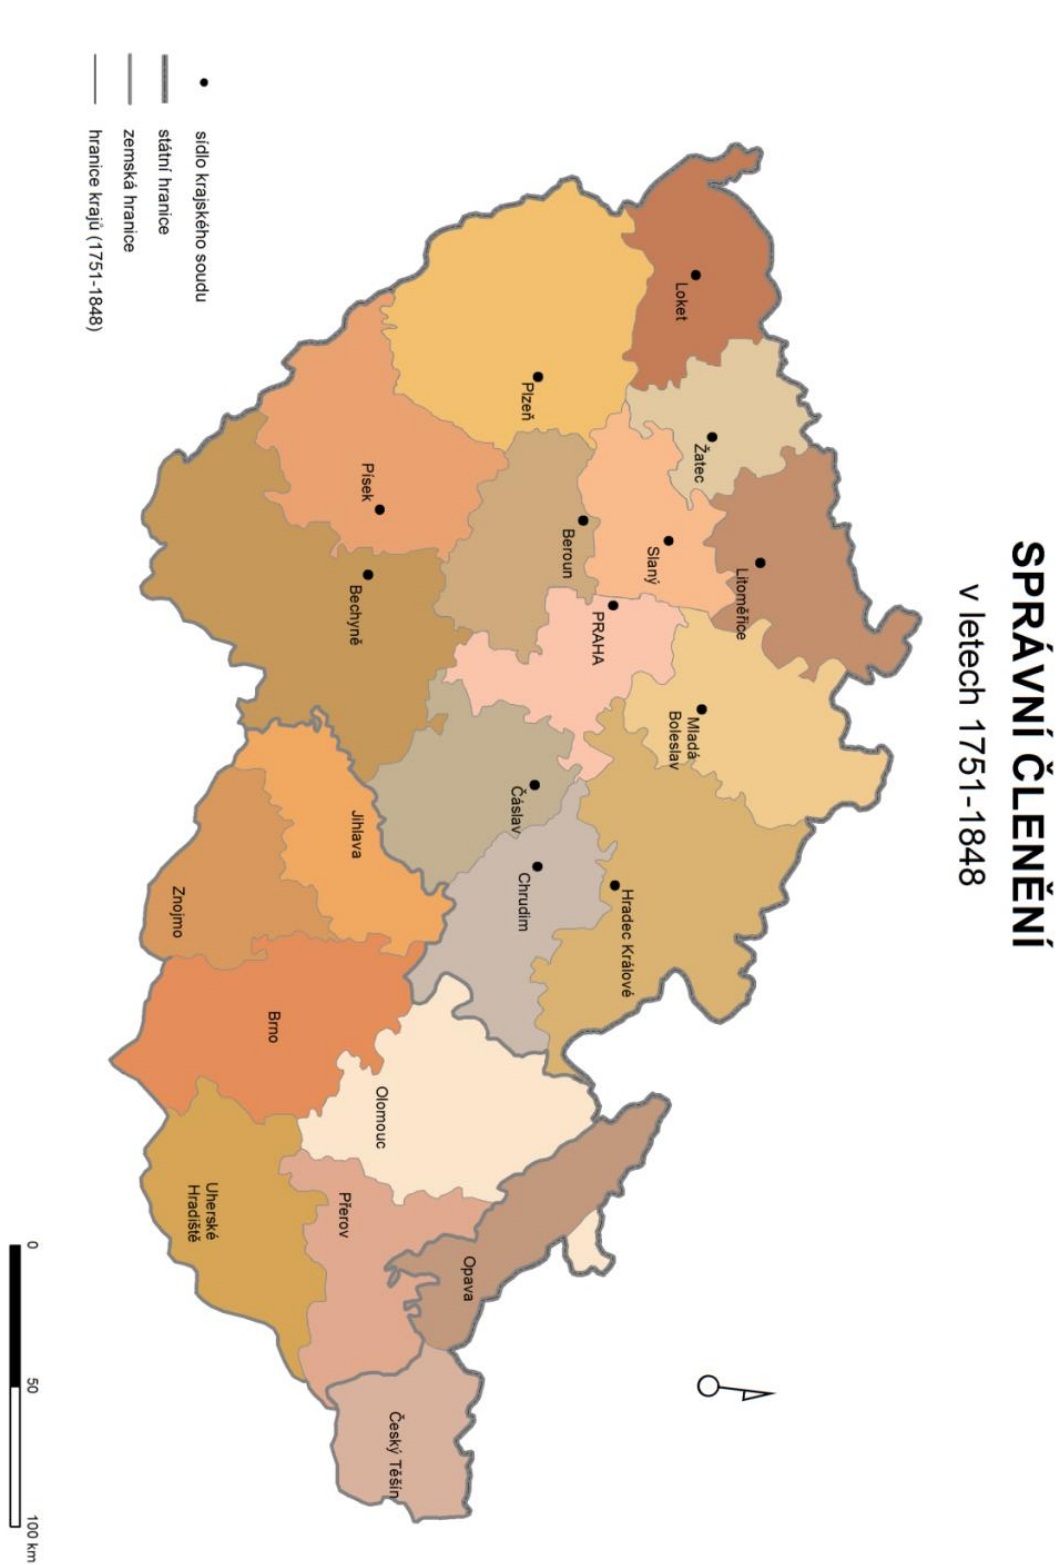 SPRÁVNÍ ČLENĚNÍ
v letech 1751-1848
Loket
Žatec
Litoměřice
Plzeň
Slaný
Beroun
PRAHA
Mladá
Boleslav
Písek
Bechyně
Čáslav
Chrudim
Hradec Králové
Jihlava
Znojmo
Brno
Olomouc
Přerov
Uherské
Hradiště
Opava
Český Těšín
sídlo krajského soudu
státní hranice
zemská hranice
hranice krajů (1751-1848)
0 50 100 km